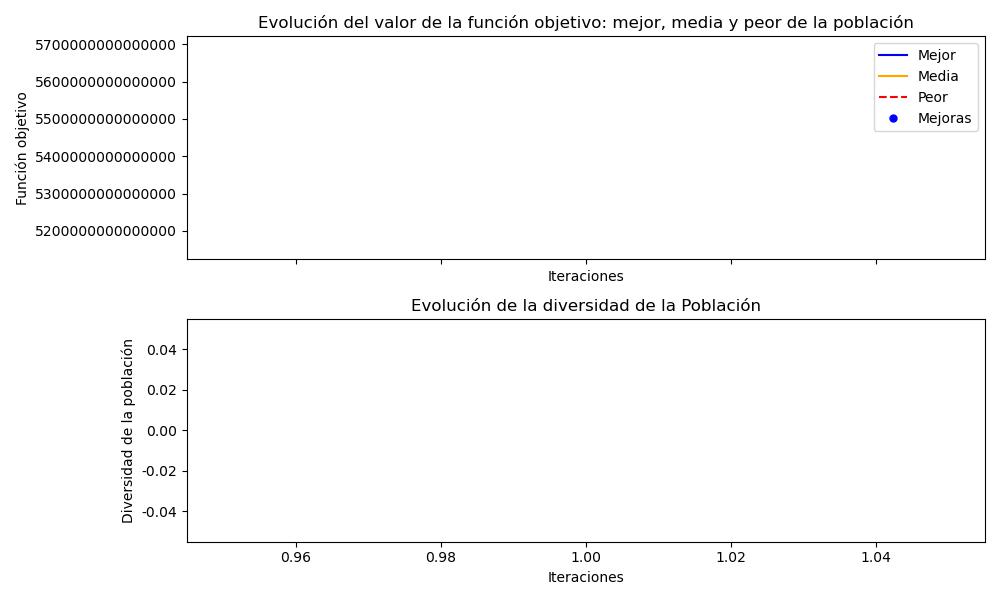 Evolución del valor de la función objetivo: mejor, media y peor de la población
Función objetivo
5700000000000000
5600000000000000
5500000000000000
5400000000000000
5300000000000000
5200000000000000
Mejor
Media
Peor
Mejoras
Iteraciones
Evolución de la diversidad de la Población
Diversidad de la población
0.04
0.02
0.00
-0.02
-0.04
0.96 0.98 1.00 1.02 1.04
Iteraciones